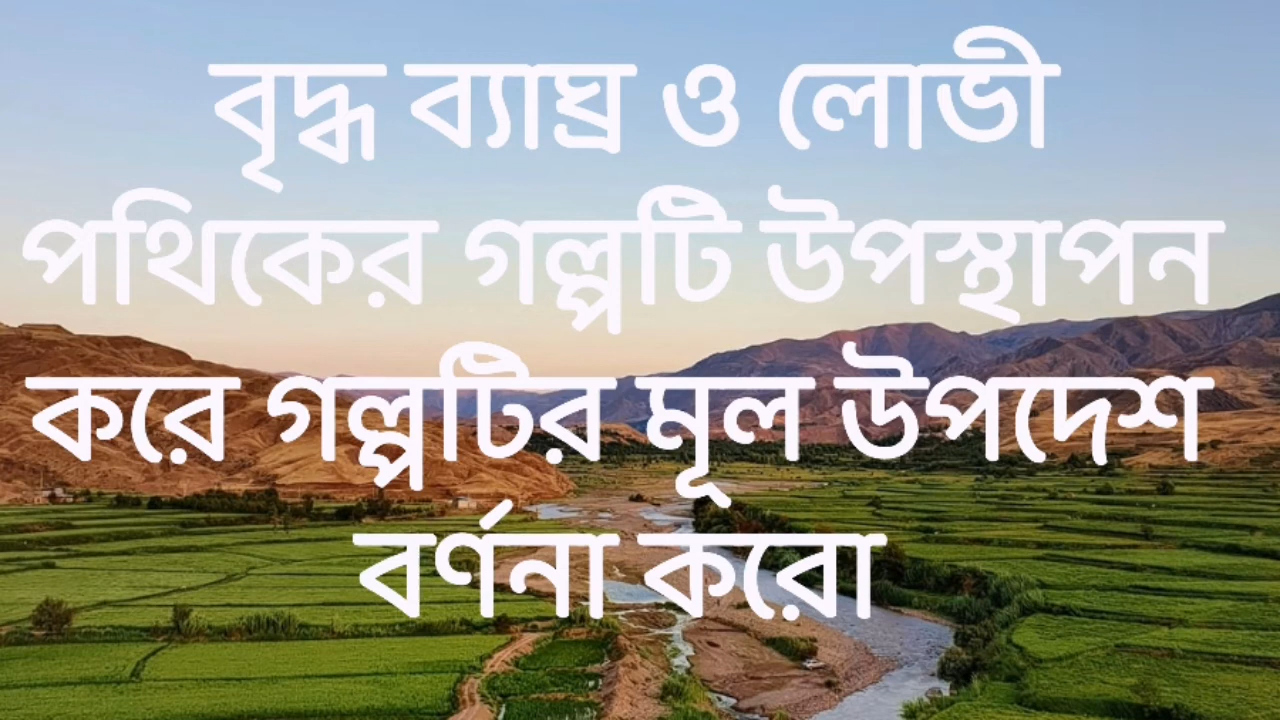 বৃদ্ধ ব্যাঘ্র ও লোভী
পথিকের গল্পটি উপস্থাপন
করে গল্পটির মূল উপদেশ
বর্ণনা করো